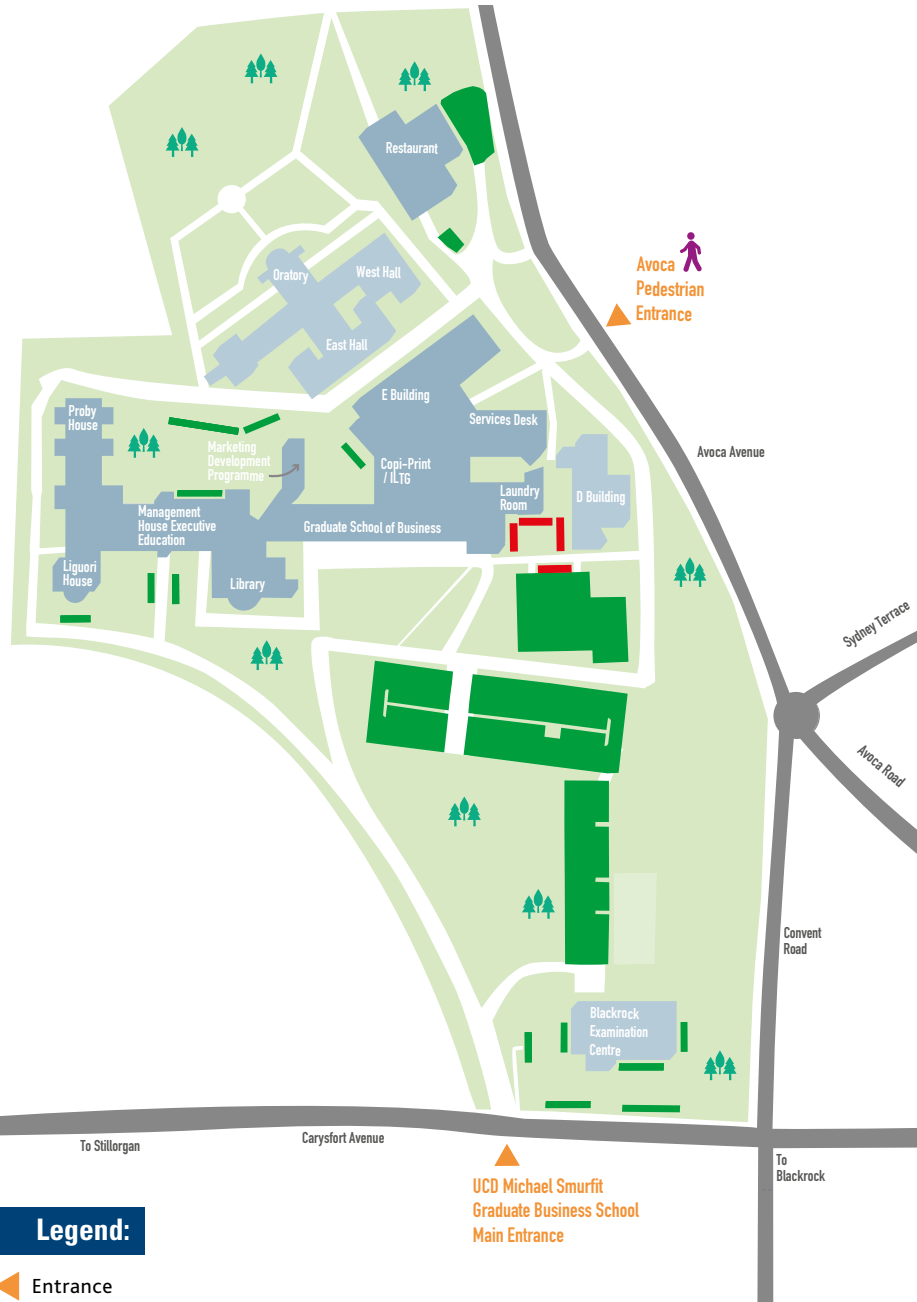 Restaurant
Avoca
Pedestrian
Entrance
Oratory
West Hall
East Hall
E Building
Proby
House
Services Desk
Marketing
Development
Programme
Avoca Avenue
Copi-Print
/ ILTG
Laundry
Room
D Building
Management
House Executive
Education
Graduate School of Business
Liguori
House
Library
Sydney Terrace
Avoca Road
Convent
Road
Blackrock
Examination
Centre
To Stillorgan
Carysfort Avenue
To
Blackrock
UCD Michael Smurfit
Graduate Business School
Main Entrance
Legend:
Entrance